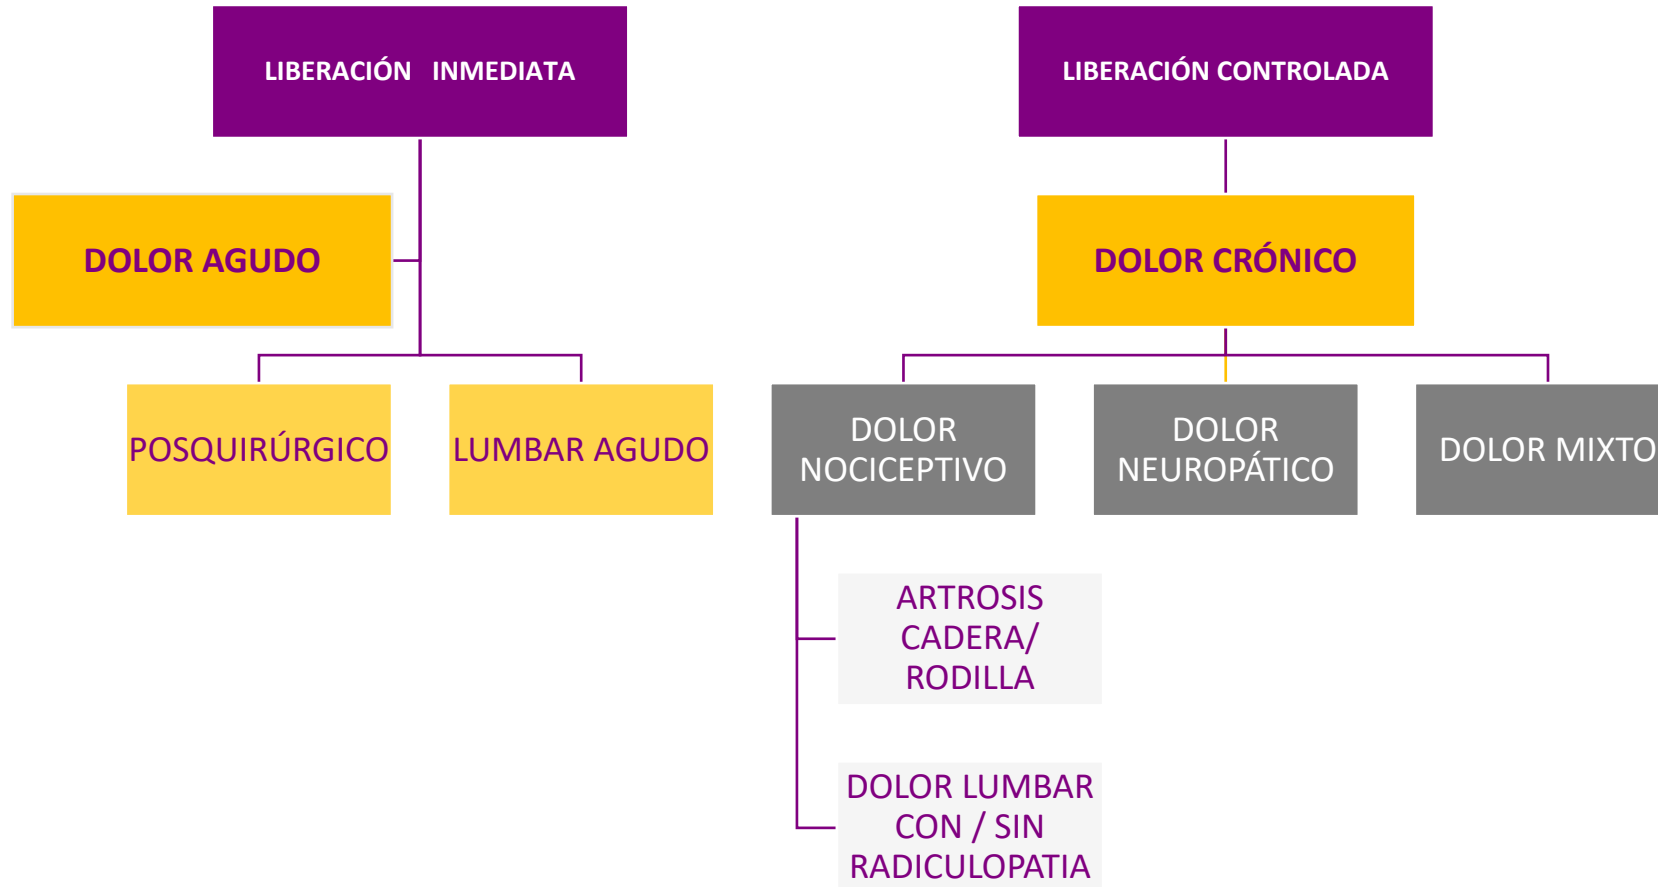 LIBERACIÓN INMEDIATA
DOLOR AGUDO
POSQUIRÚRGICO
LUMBAR AGUDO
LIBERACIÓN CONTROLADA
DOLOR CRÓNICO
DOLOR
NOCICEPTIVO
DOLOR
NEUROPÁTICO
DOLOR MIXTO
ARTROSIS
CADERA/
RODILLA
DOLOR LUMBAR
CON / SIN
RADICULOPATIA